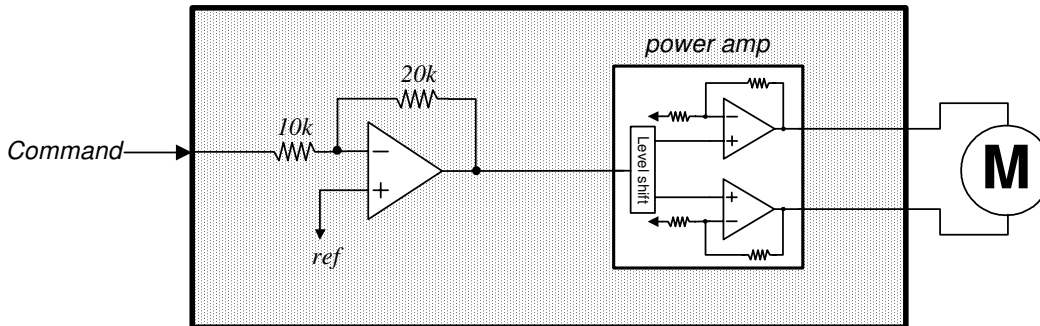 power amp
20k
10k
Command
Level shift
ref
M
−
+
−
+
+
−